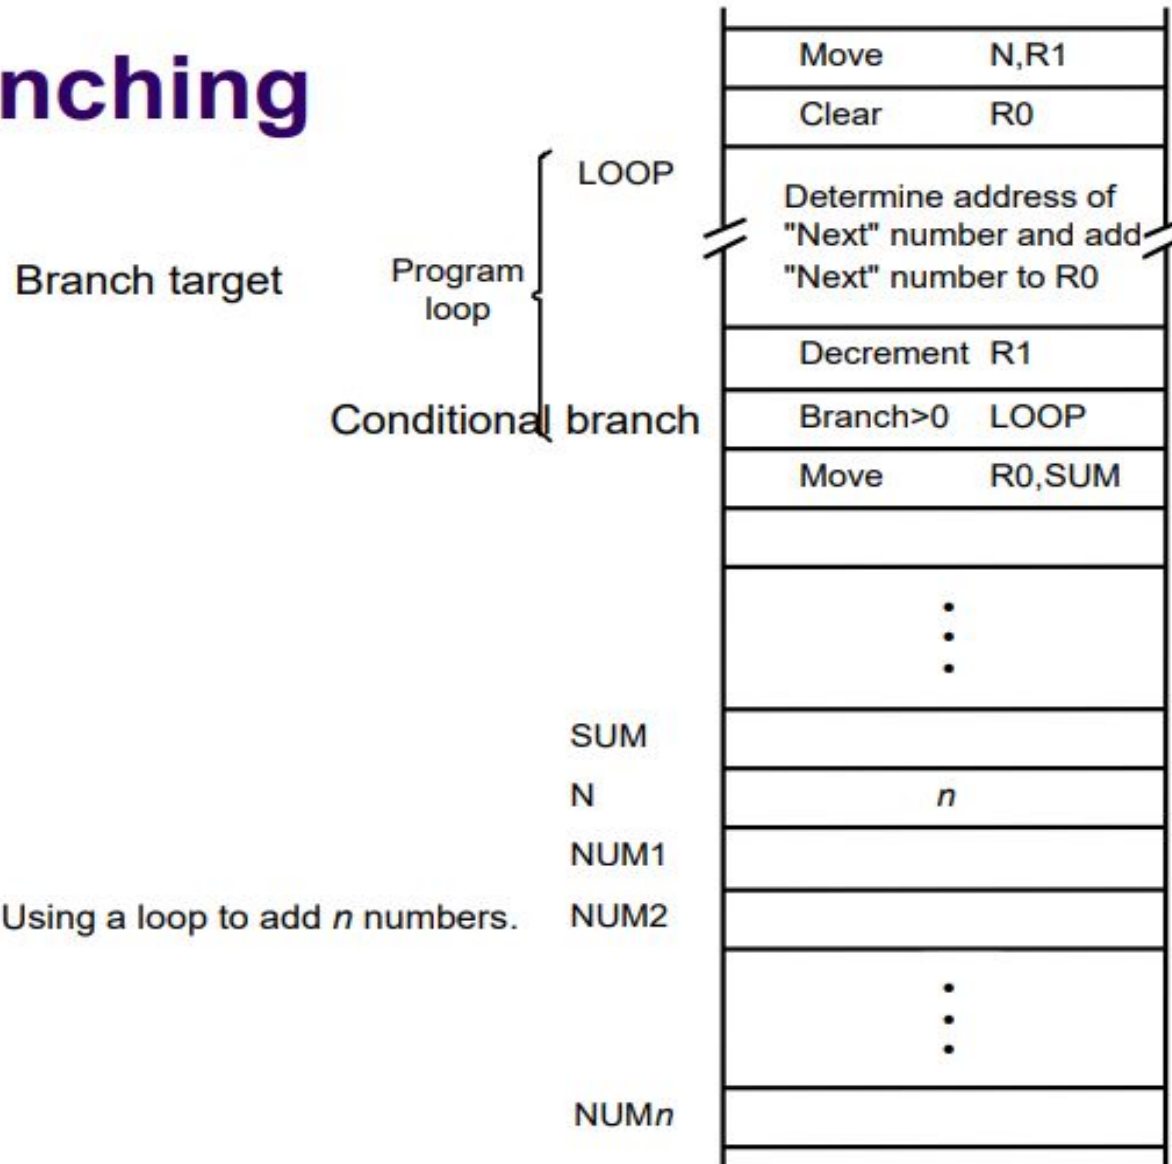 nching
Move N,R1
Clear R0
LOOP
Determine address of
"Next" number and add
"Next" number to R0
Branch target
Program
loop
Decrement R1
Conditional branch
Branch>0 LOOP
Move R0,SUM
SUM
N n
NUM1
Using a loop to add n numbers.
NUM2
NUMn